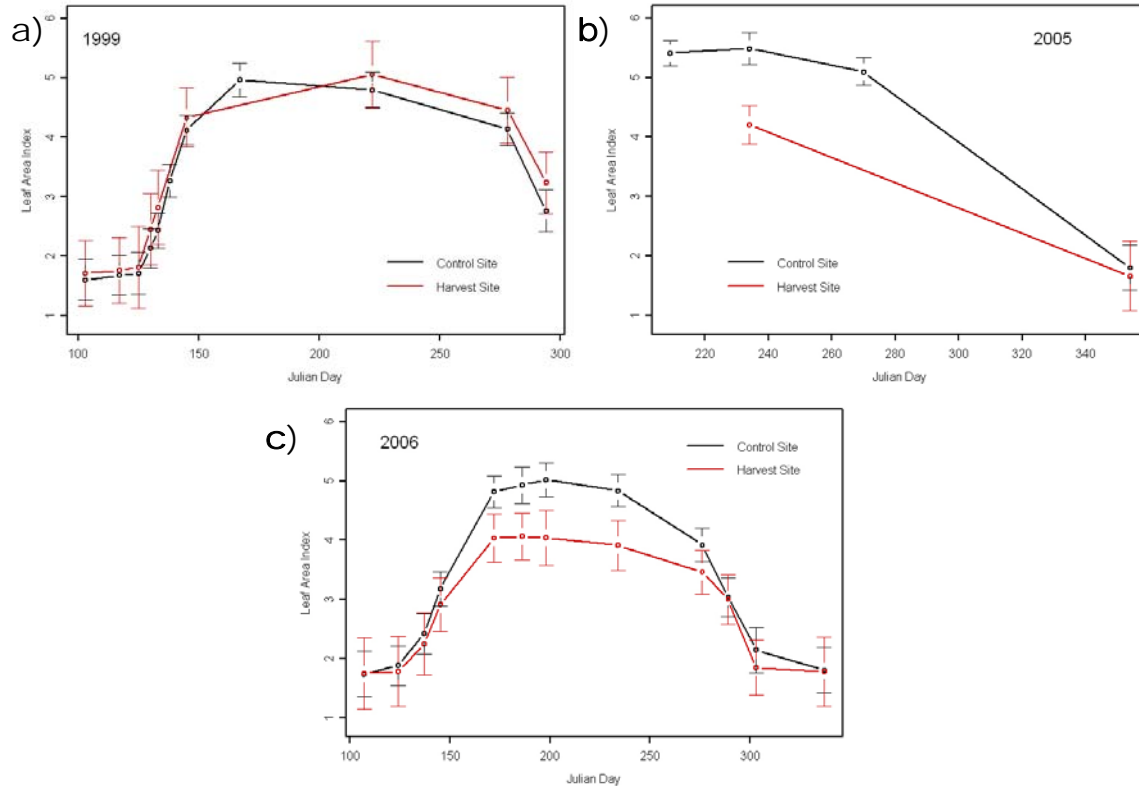 a)
1999
6
5
4
3
2
1
Leaf Area Index
Control Site
Harvest Site
100 150 200 250 300
Julian Day
b)
2005
6
5
4
3
2
1
Leaf Area Index
Control Site
Harvest Site
220 240 260 280 300 320 340
Julian Day
c)
2006
6
5
4
3
2
1
Leaf Area Index
Control Site
Harvest Site
100 150 200 250 300
Julian Day